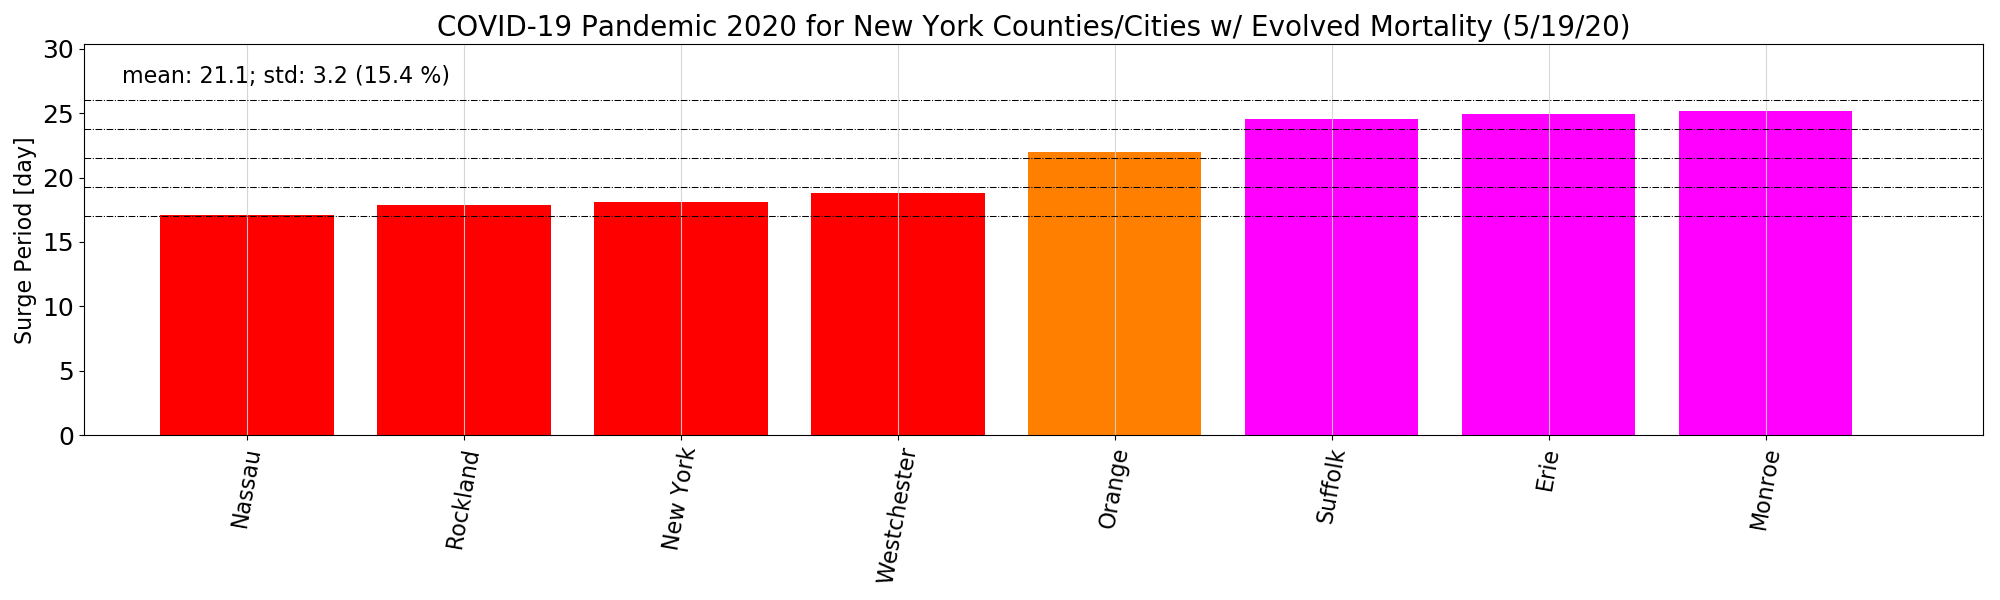 COVID-19 Pandemic 2020 for New York Counties/Cities w/ Evolved Mortality (5/19/20)
mean: 21.1; std: 3.2 (15.4 %)
Surge Period [day]
30
25
20
15
10
5
0
Nassau
Rockland
New York
Westchester
Orange
Suffolk
Erie
Monroe